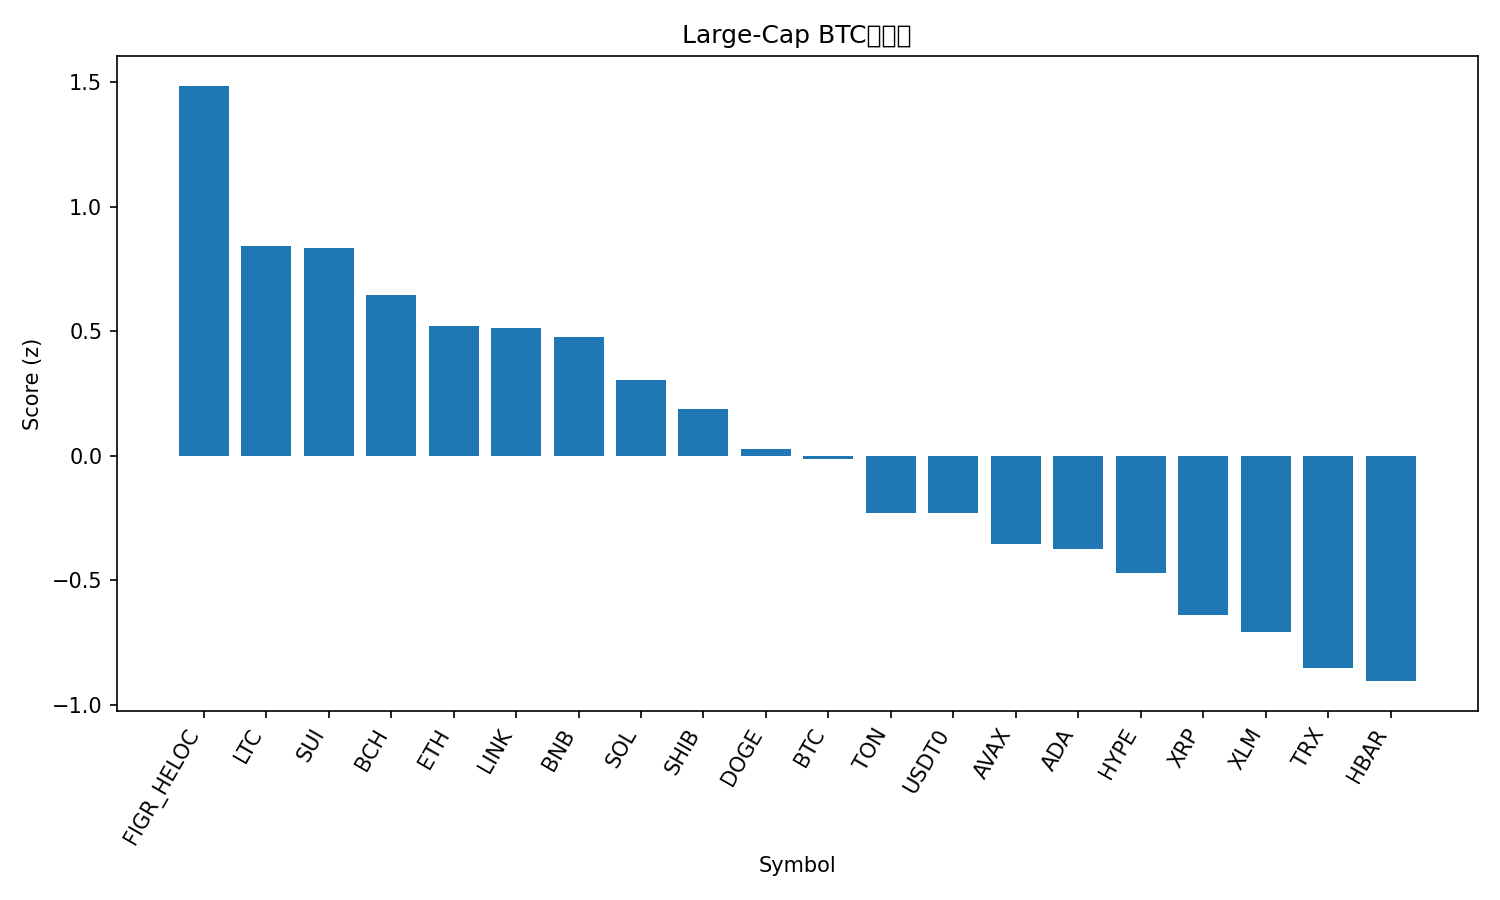 Large-Cap BTC
Score (z)
1.5
1.0
0.5
0.0
−0.5
−1.0
FIGR_HELOC
LTC
SUI
BCH
ETH
LINK
BNB
SOL
SHIB
DOGE
BTC
TON
USDT0
AVAX
ADA
HYPE
XRP
XLM
TRX
HBAR
Symbol